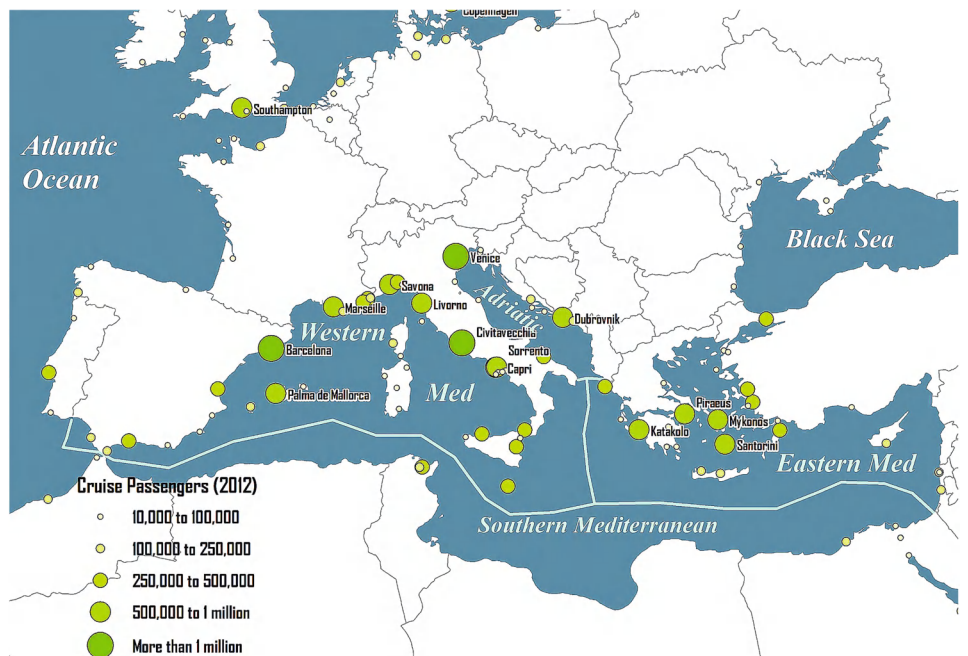 Copenhagen
Southampton
Atlantic
Ocean
Black Sea
Venice
Savona
Marseille
Livorno
Adriatic
Dubrovnik
Western
Civitavecchia
Barcelona
Sorrento
Capri
Palma de Mallorca
Med
Piraeus
Mykonos
Katakolo
Santorini
Eastern Med
Cruise Passengers (2012)
10,000 to 100,000
Southern Mediterranean
100,000 to 250,000
250,000 to 500,000
500,000 to 1 million
More than 1 million